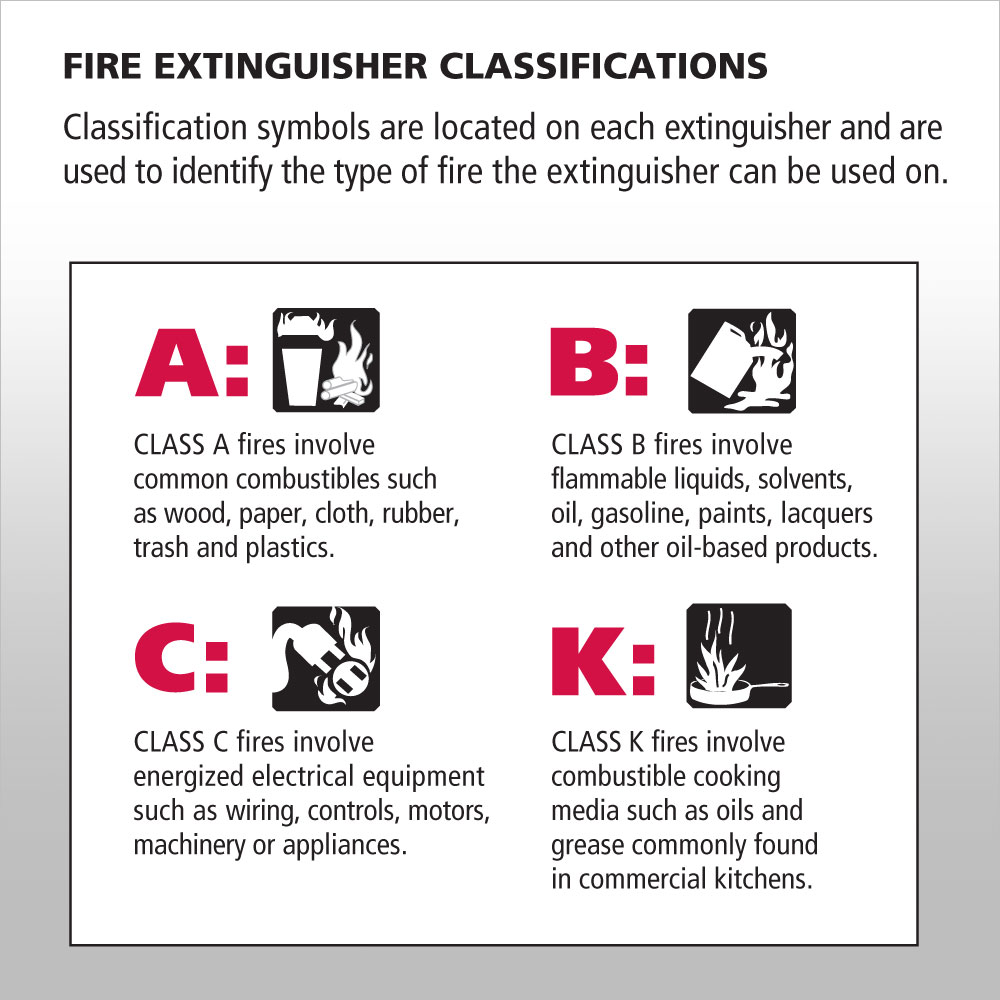 FIRE EXTINGUISHER CLASSIFICATIONS
Classification symbols are located on each extinguisher and are
used to identify the type of fire the extinguisher can be used on.
A:
CLASS A fires involve
common combustibles such
as wood, paper, cloth, rubber,
trash and plastics.
B:
CLASS B fires involve
flammable liquids, solvents,
oil, gasoline, paints, lacquers
and other oil-based products.
C:
CLASS C fires involve
energized electrical equipment
such as wiring, controls, motors,
machinery or appliances.
K:
CLASS K fires involve
combustible cooking
media such as oils and
grease commonly found
in commercial kitchens.